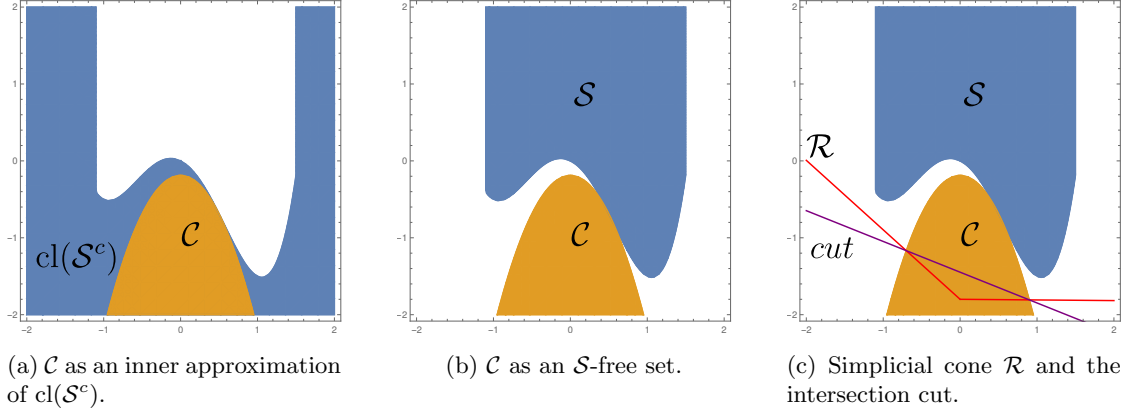 2
1
0
−1
−2
−2
−1
0
1
2
cl(𝒮ᶜ)
𝒞
2
1
0
−1
−2
−2
−1
0
1
2
𝒮
𝒞
2
1
0
−1
−2
−2
−1
0
1
2
𝒮
ℛ
𝒞
cut
(a) 𝒞 as an inner approximation
of cl(𝒮ᶜ).
(b) 𝒞 as an 𝒮-free set.
(c) Simplicial cone ℛ and the
intersection cut.